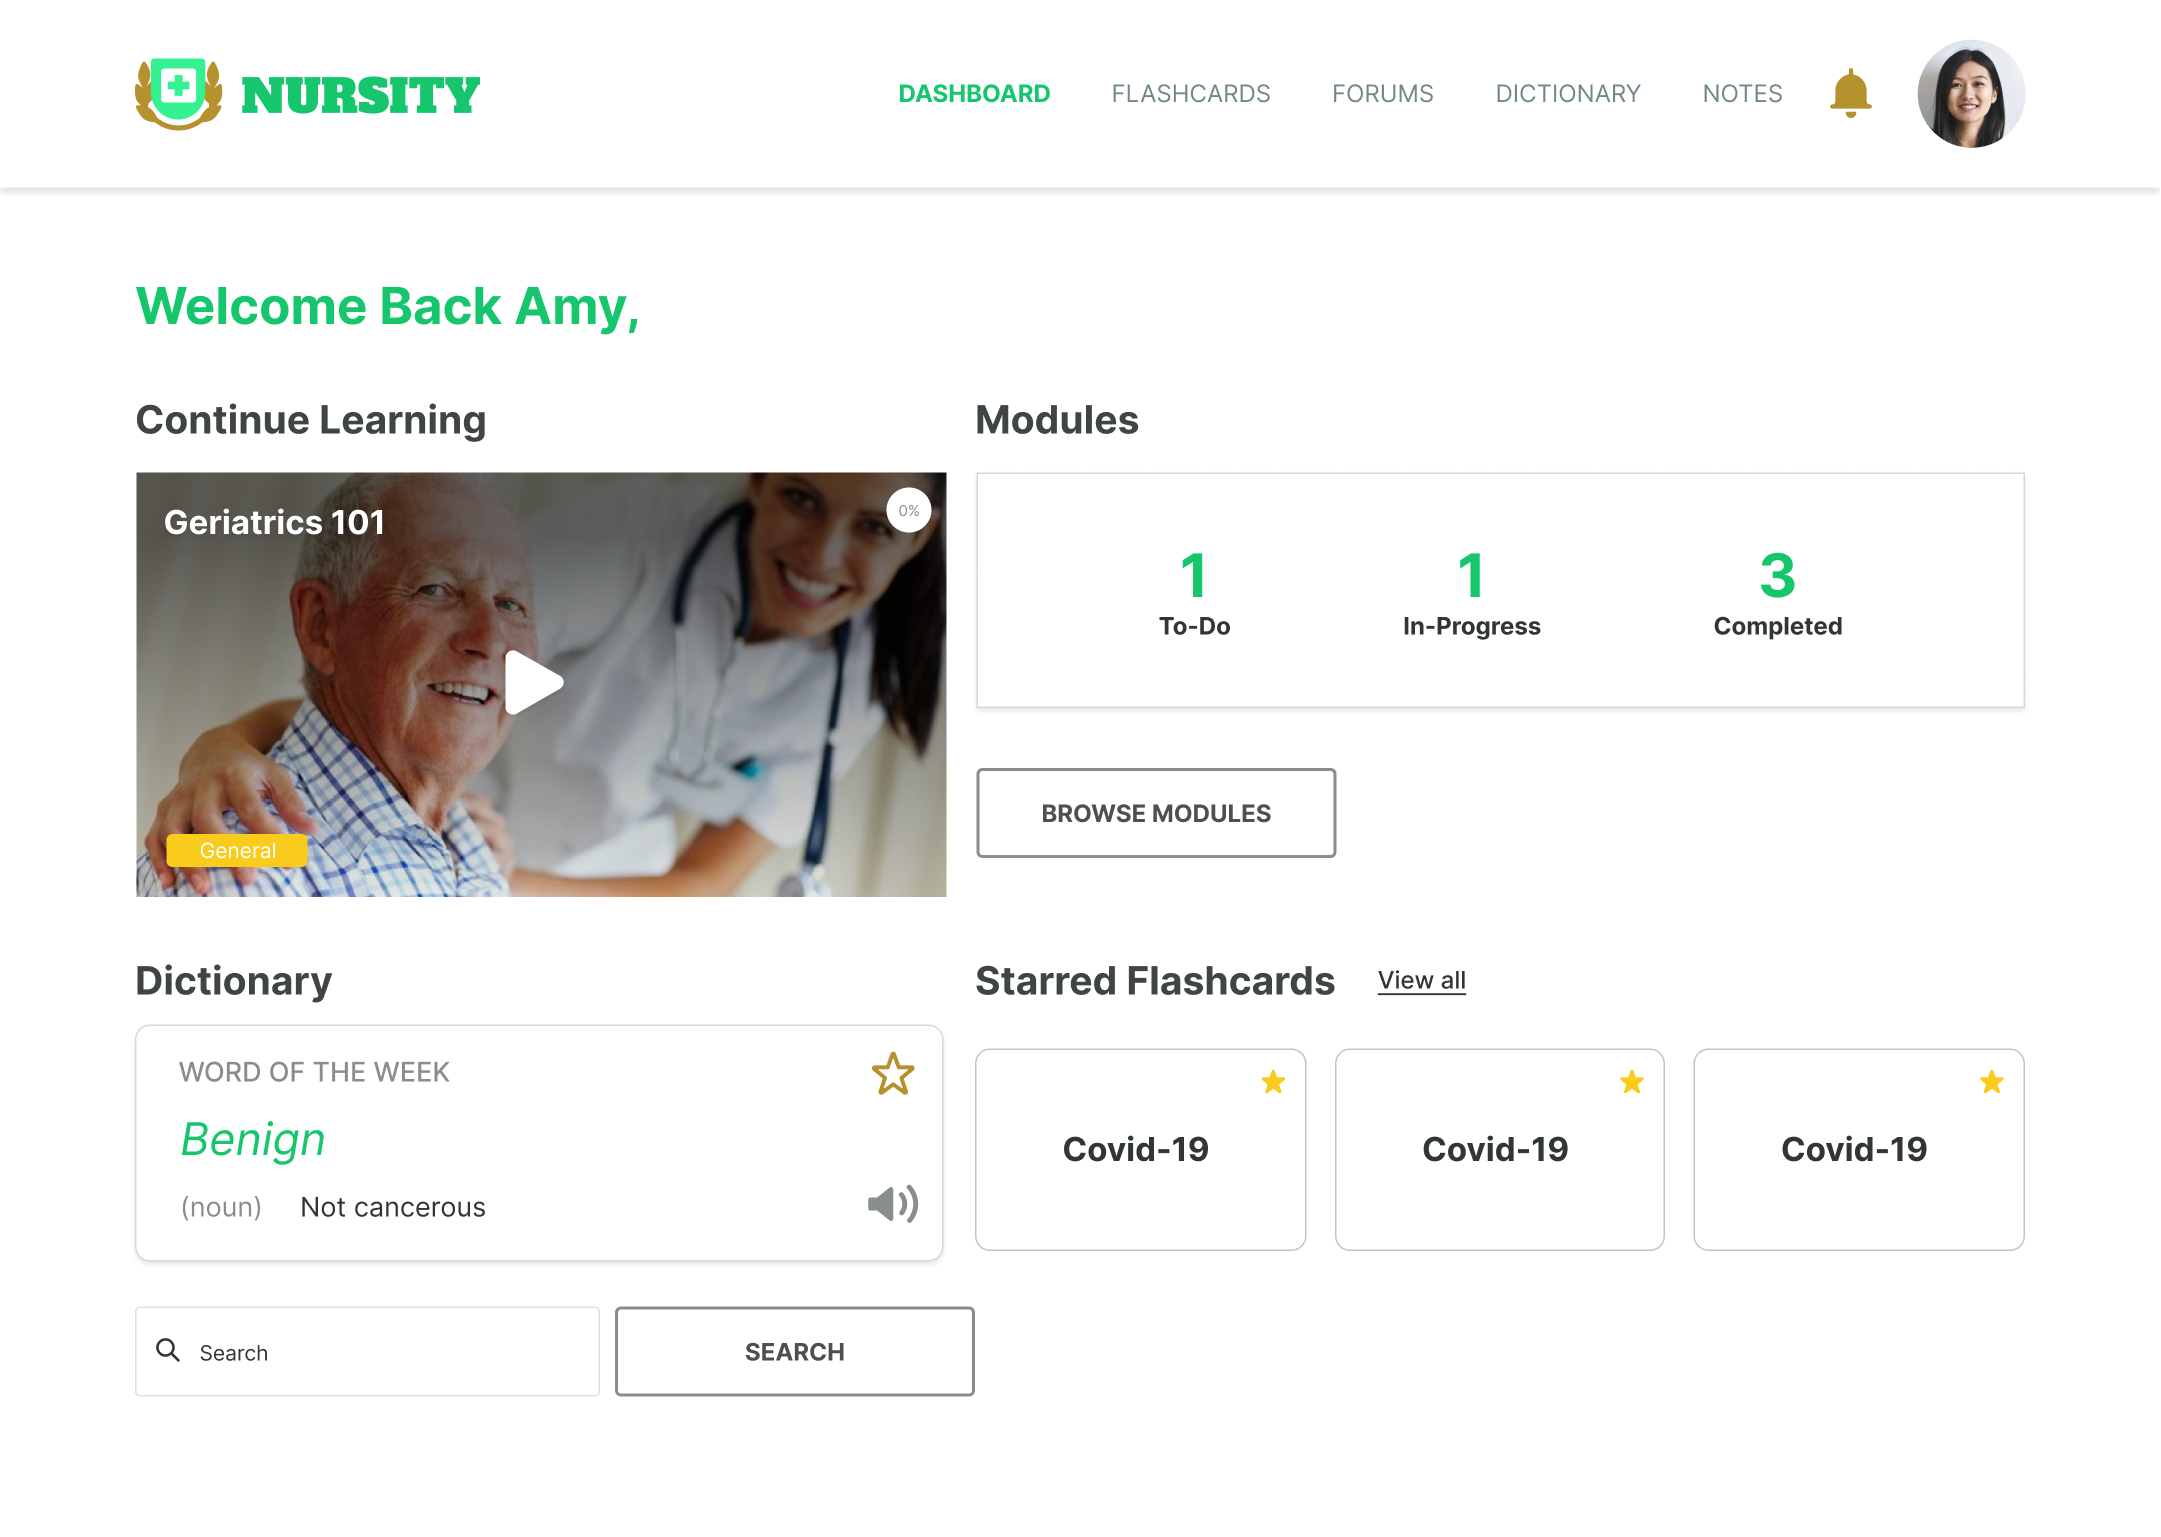 NURSITY
DASHBOARD
FLASHCARDS
FORUMS
DICTIONARY
NOTES
Welcome Back Amy,
Continue Learning
Geriatrics 101
0%
General
Modules
1
To-Do
1
In-Progress
3
Completed
BROWSE MODULES
Dictionary
WORD OF THE WEEK
Benign
(noun) Not cancerous
Search
SEARCH
Starred Flashcards
View all
Covid-19
Covid-19
Covid-19